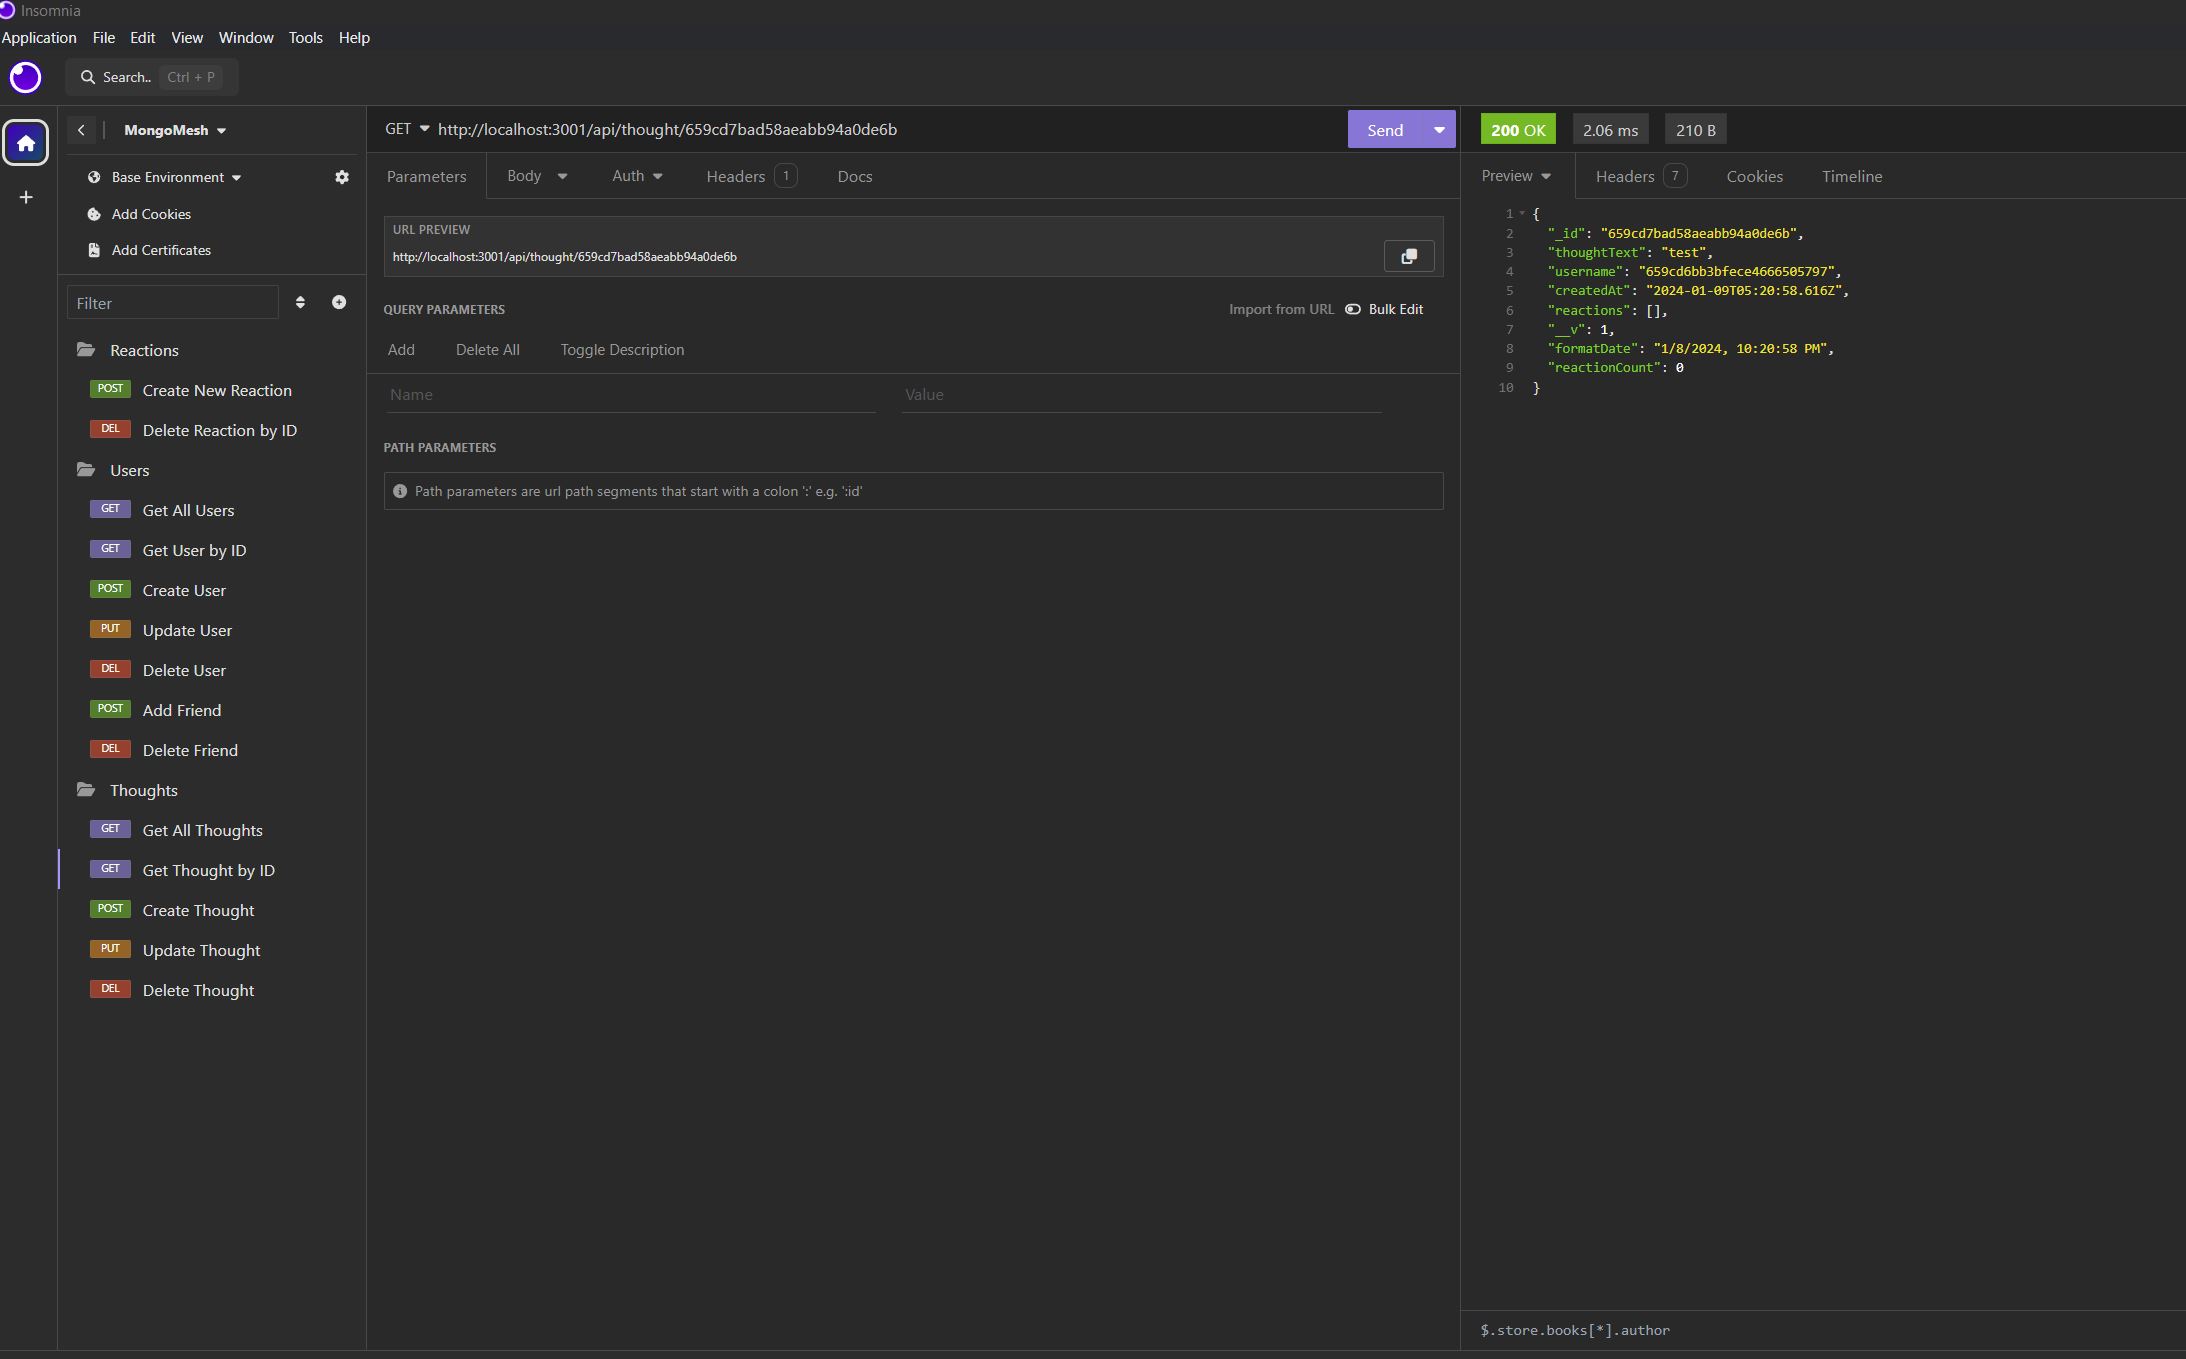 Insomnia
Application File Edit View Window Tools Help
Search.. Ctrl + P
MongoMesh
Base Environment
Add Cookies
Add Certificates
Filter
Reactions
POST Create New Reaction
DEL Delete Reaction by ID
Users
GET Get All Users
GET Get User by ID
POST Create User
PUT Update User
DEL Delete User
POST Add Friend
DEL Delete Friend
Thoughts
GET Get All Thoughts
GET Get Thought by ID
POST Create Thought
PUT Update Thought
DEL Delete Thought
GET http://localhost:3001/api/thought/659cd7bad58aeabb94a0de6b Send
Parameters Body Auth Headers 1 Docs
URL PREVIEW
http://localhost:3001/api/thought/659cd7bad58aeabb94a0de6b
QUERY PARAMETERS Import from URL Bulk Edit
Add Delete All Toggle Description
Name Value
PATH PARAMETERS
Path parameters are url path segments that start with a colon ':' e.g. ':id'
200 OK 2.06 ms 210 B
Preview Headers 7 Cookies Timeline
1 {
2 "_id": "659cd7bad58aeabb94a0de6b",
3 "thoughtText": "test",
4 "username": "659cd6bb3bfece4666505797",
5 "createdAt": "2024-01-09T05:20:58.616Z",
6 "reactions": [],
7 "__v": 1,
8 "formatDate": "1/8/2024, 10:20:58 PM",
9 "reactionCount": 0
10 }
$.store.books[*].author